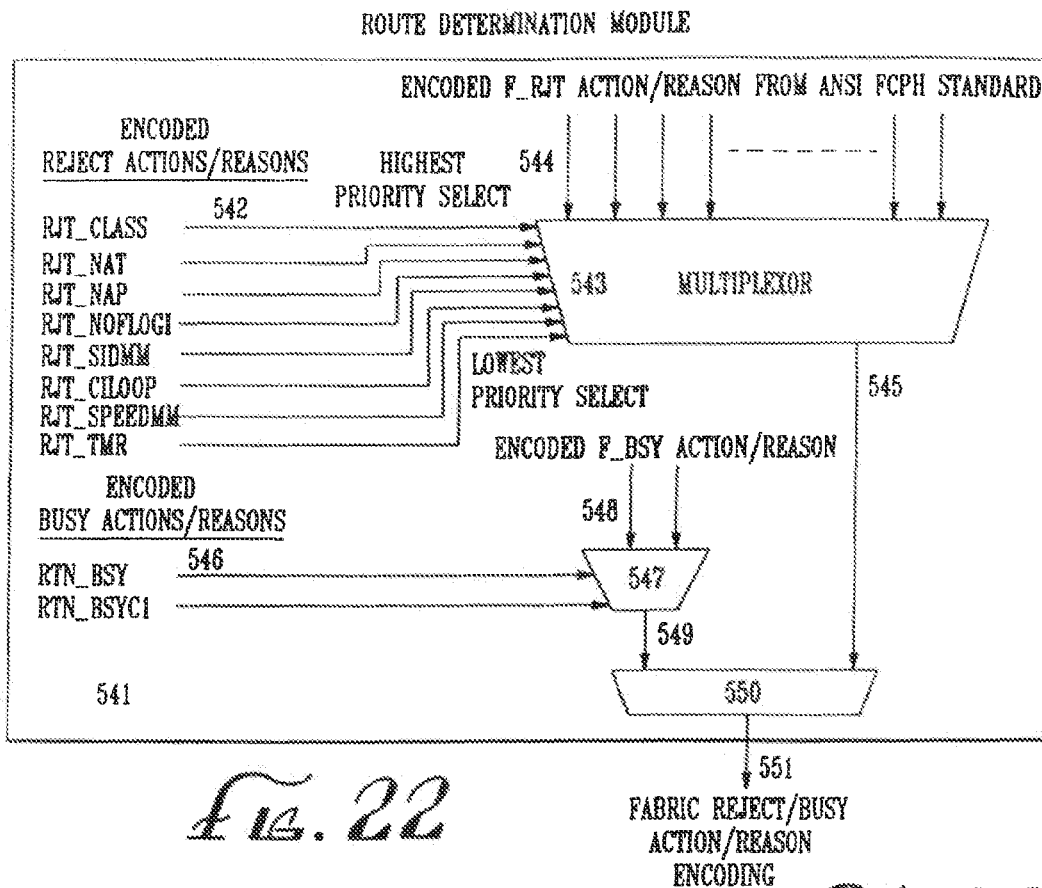 ROUTE DETERMINATION MODULE
ENCODED F_RJT ACTION/REASON FROM ANSI FCPH STANDARD
ENCODED
REJECT ACTIONS/REASONS
HIGHEST
PRIORITY SELECT
544
542
RJT_CLASS
RJT_NAT
RJT_NAP
RJT_NOFLOGI
RJT_SIDMM
RJT_CILOOP
RJT_SPEEDMM
RJT_TMR
543
MULTIPLEXOR
LOWEST
PRIORITY SELECT
545
ENCODED F_BSY ACTION/REASON
ENCODED
BUSY ACTIONS/REASONS
548
546
RTN_BSY
RTN_BSYC1
547
549
541
550
551
FABRIC REJECT/BUSY
ACTION/REASON
ENCODING
FIG. 22